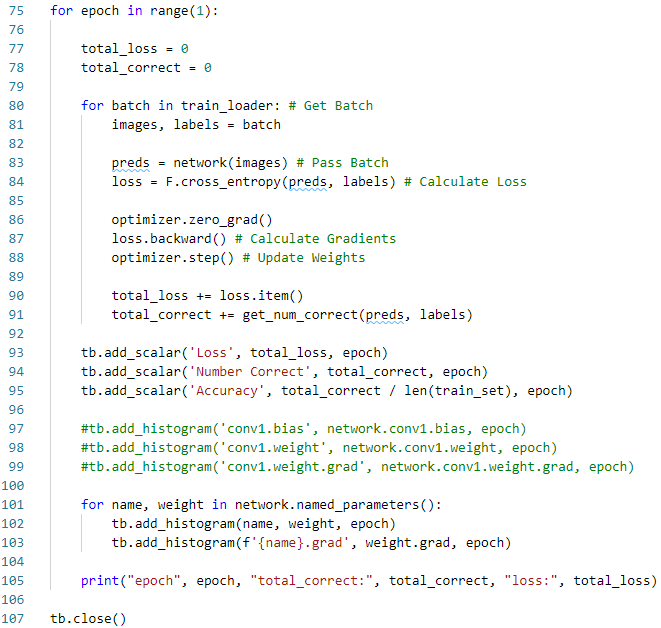 75 for epoch in range(1):
76
77     total_loss = 0
78     total_correct = 0
79
80     for batch in train_loader: # Get Batch
81         images, labels = batch
82
83         preds = network(images) # Pass Batch
84         loss = F.cross_entropy(preds, labels) # Calculate Loss
85
86         optimizer.zero_grad()
87         loss.backward() # Calculate Gradients
88         optimizer.step() # Update Weights
89
90         total_loss += loss.item()
91         total_correct += get_num_correct(preds, labels)
92
93     tb.add_scalar('Loss', total_loss, epoch)
94     tb.add_scalar('Number Correct', total_correct, epoch)
95     tb.add_scalar('Accuracy', total_correct / len(train_set), epoch)
96
97     #tb.add_histogram('conv1.bias', network.conv1.bias, epoch)
98     #tb.add_histogram('conv1.weight', network.conv1.weight, epoch)
99     #tb.add_histogram('conv1.weight.grad', network.conv1.weight.grad, epoch)
100
101     for name, weight in network.named_parameters():
102         tb.add_histogram(name, weight, epoch)
103         tb.add_histogram(f'{name}.grad', weight.grad, epoch)
104
105     print("epoch", epoch, "total_correct:", total_correct, "loss:", total_loss)
106
107 tb.close()